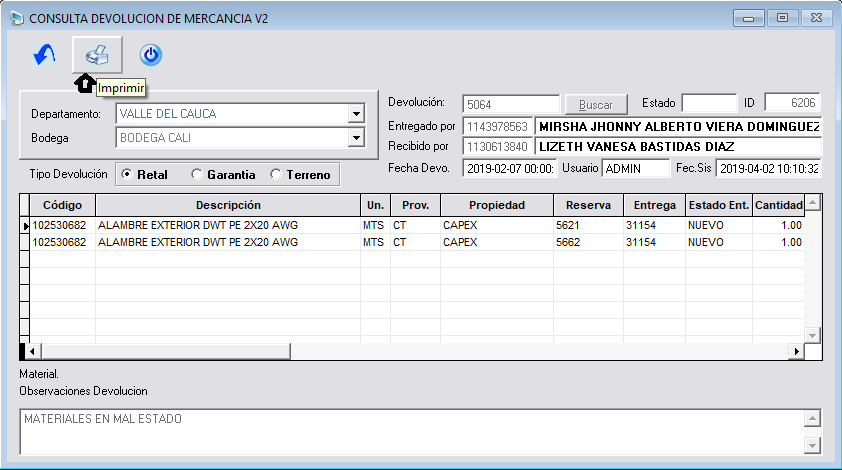 CONSULTA DEVOLUCION DE MERCANCIA V2
Imprimir
Departamento: VALLE DEL CAUCA
Bodega BODEGA CALI
Devolución: 5064 Buscar Estado ID 6206
Entregado por 1143978563 MIRSHA JHONNY ALBERTO VIERA DOMINGUEZ
Recibido por 1130613840 LIZETH VANESA BASTIDAS DIAZ
Tipo Devolución Retal Garantia Terreno
Fecha Devo. 2019-02-07 00:00: Usuario ADMIN Fec.Sis 2019-04-02 10:10:32
Código Descripción Un. Prov. Propiedad Reserva Entrega Estado Ent. Cantidad
102530682 ALAMBRE EXTERIOR DWT PE 2X20 AWG MTS CT CAPEX 5621 31154 NUEVO 1.00
102530682 ALAMBRE EXTERIOR DWT PE 2X20 AWG MTS CT CAPEX 5662 31154 NUEVO 1.00
Material.
Observaciones Devolucion
MATERIALES EN MAL ESTADO